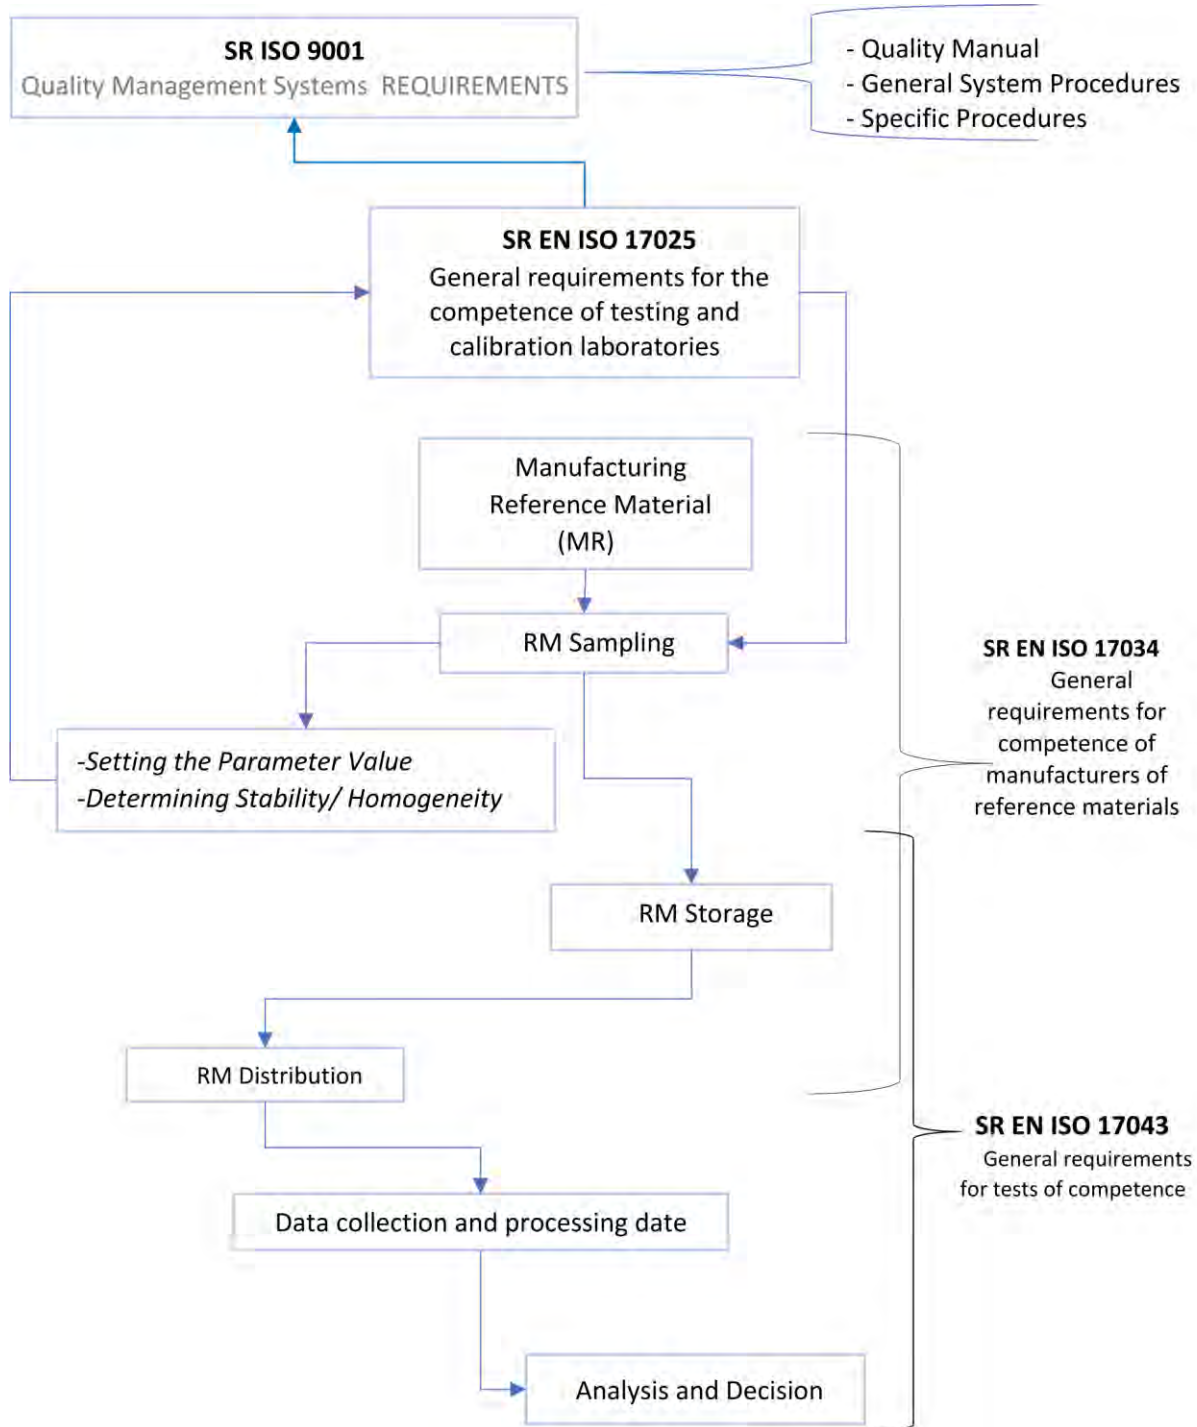 SR ISO 9001
Quality Management Systems REQUIREMENTS
- Quality Manual
- General System Procedures
- Specific Procedures
SR EN ISO 17025
General requirements for the
competence of testing and
calibration laboratories
Manufacturing
Reference Material
(MR)
RM Sampling
-Setting the Parameter Value
-Determining Stability/ Homogeneity
SR EN ISO 17034
General
requirements for
competence of
manufacturers of
reference materials
RM Storage
RM Distribution
SR EN ISO 17043
General requirements
for tests of competence
Data collection and processing date
Analysis and Decision